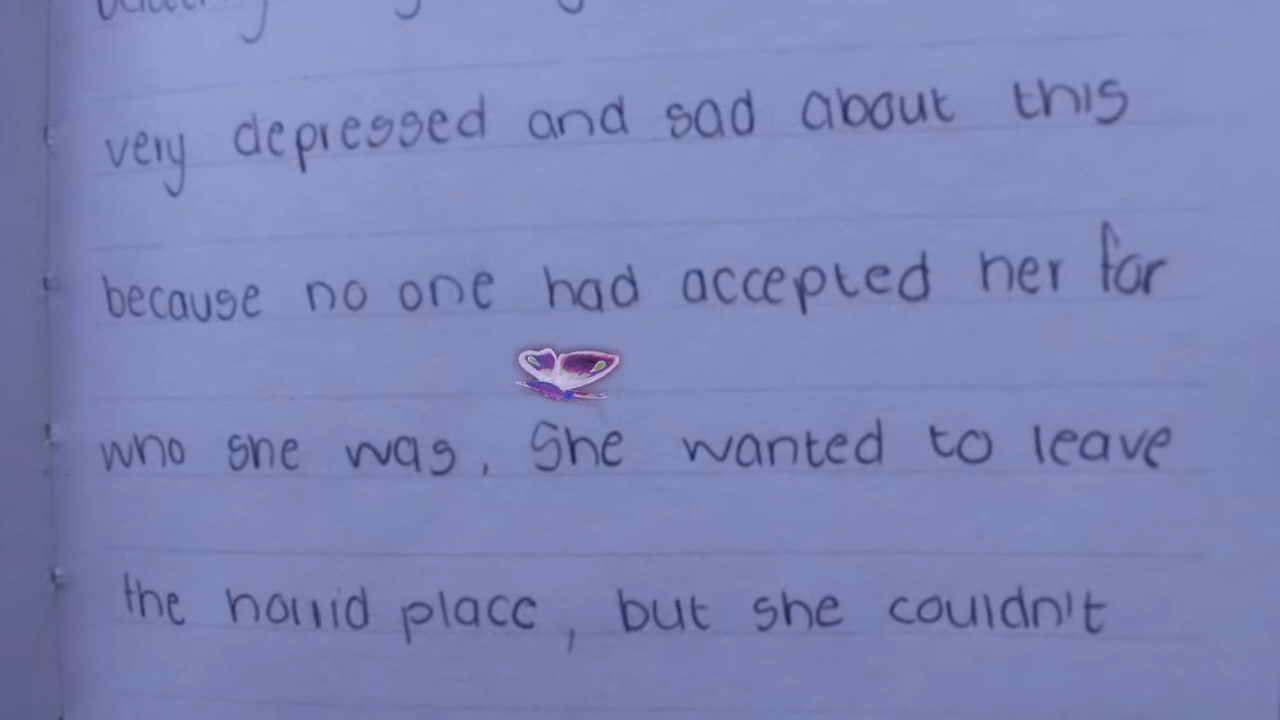 very depressed and sad about this
because no one had accepted her for
who she was. She wanted to leave
the horrid place, but she couldn't